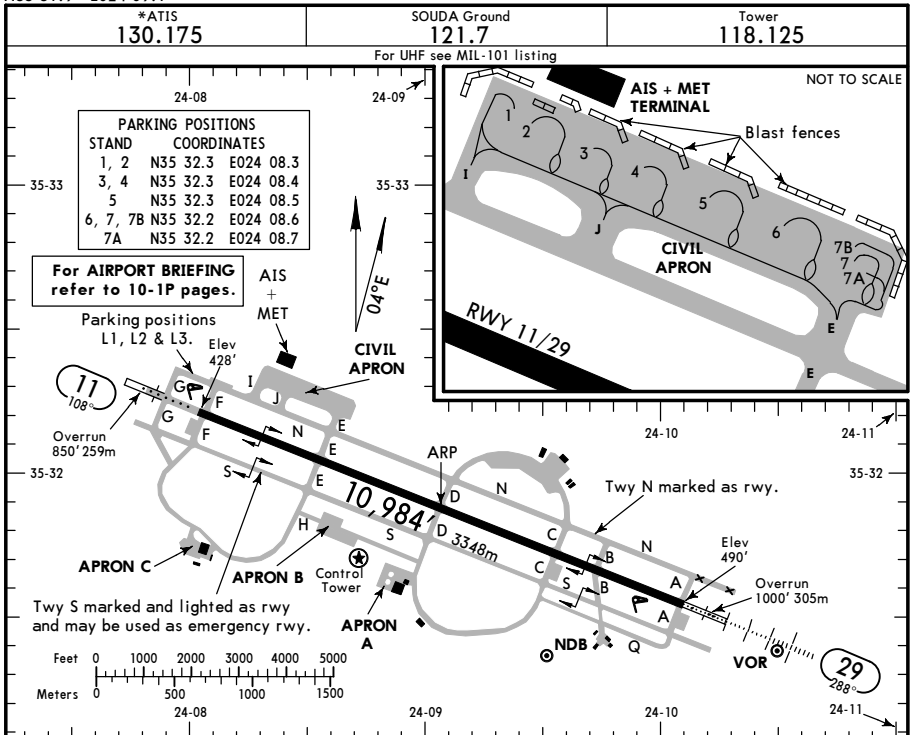 *ATIS
130.175
SOUDA Ground
121.7
Tower
118.125
For UHF see MIL-101 listing
24-08
24-09
35-33
35-33
PARKING POSITIONS
STAND COORDINATES
1, 2 N35 32.3 E024 08.3
3, 4 N35 32.3 E024 08.4
5 N35 32.3 E024 08.5
6, 7, 7B N35 32.2 E024 08.6
7A N35 32.2 E024 08.7
For AIRPORT BRIEFING
refer to 10-1P pages.
NOT TO SCALE
AIS + MET
TERMINAL
Blast fences
1
2
3
4
5
6
7B
7
7A
I
J
CIVIL
APRON
E
E
RWY 11/29
04°E
AIS
+
MET
Parking positions
L1, L2 & L3.
Elev
428'
CIVIL
APRON
11
108°
G
F
I
J
E
G
F
N
E
Overrun
850' 259m
24-10
24-11
35-32
35-32
S
E
ARP
D
N
Twy N marked as rwy.
10,984'
3348m
H
S
D
C
B
N
Elev
490'
APRON C
APRON B
Control
Tower
C
S
B
A
Overrun
1000' 305m
Twy S marked and lighted as rwy
and may be used as emergency rwy.
APRON
A
A
NDB
Q
VOR
29
288°
Feet 0 1000 2000 3000 4000 5000
Meters 0 500 1000 1500
24-08
24-09
24-10
24-11